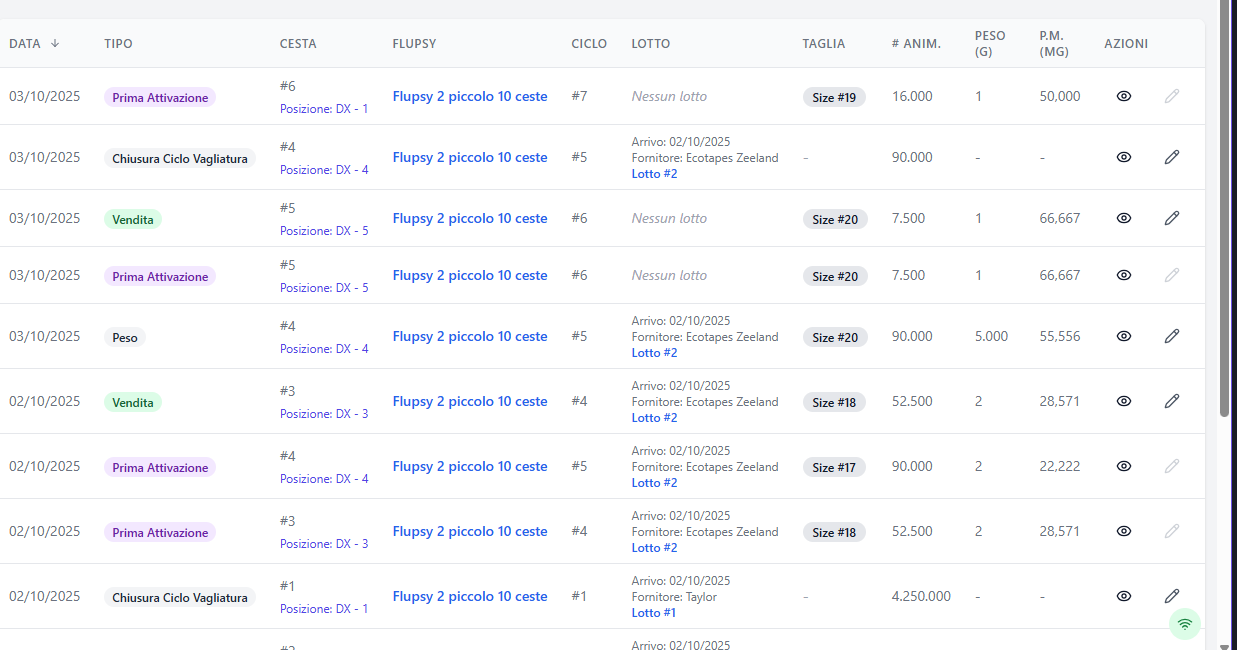 DATA ↓ TIPO CESTA FLUPSY CICLO LOTTO TAGLIA # ANIM. PESO (G) P.M. (MG) AZIONI
03/10/2025 Prima Attivazione #6 Flupsy 2 piccolo 10 ceste #7 Nessun lotto Size #19 16.000 1 50,000
Posizione: DX - 1
Arrivo: 02/10/2025
03/10/2025 Chiusura Ciclo Vagliatura #4 Flupsy 2 piccolo 10 ceste #5 Fornitore: Ecotapes Zeeland - 90.000 - -
Posizione: DX - 4 Lotto #2
03/10/2025 Vendita #5 Flupsy 2 piccolo 10 ceste #6 Nessun lotto Size #20 7.500 1 66,667
Posizione: DX - 5
03/10/2025 Prima Attivazione #5 Flupsy 2 piccolo 10 ceste #6 Nessun lotto Size #20 7.500 1 66,667
Posizione: DX - 5
Arrivo: 02/10/2025
03/10/2025 Peso #4 Flupsy 2 piccolo 10 ceste #5 Fornitore: Ecotapes Zeeland Size #20 90.000 5.000 55,556
Posizione: DX - 4 Lotto #2
Arrivo: 02/10/2025
02/10/2025 Vendita #3 Flupsy 2 piccolo 10 ceste #4 Fornitore: Ecotapes Zeeland Size #18 52.500 2 28,571
Posizione: DX - 3 Lotto #2
Arrivo: 02/10/2025
02/10/2025 Prima Attivazione #4 Flupsy 2 piccolo 10 ceste #5 Fornitore: Ecotapes Zeeland Size #17 90.000 2 22,222
Posizione: DX - 4 Lotto #2
Arrivo: 02/10/2025
02/10/2025 Prima Attivazione #3 Flupsy 2 piccolo 10 ceste #4 Fornitore: Ecotapes Zeeland Size #18 52.500 2 28,571
Posizione: DX - 3 Lotto #2
Arrivo: 02/10/2025
02/10/2025 Chiusura Ciclo Vagliatura #1 Flupsy 2 piccolo 10 ceste #1 Fornitore: Taylor - 4.250.000 - -
Posizione: DX - 1 Lotto #1
Arrivo: 02/10/2025